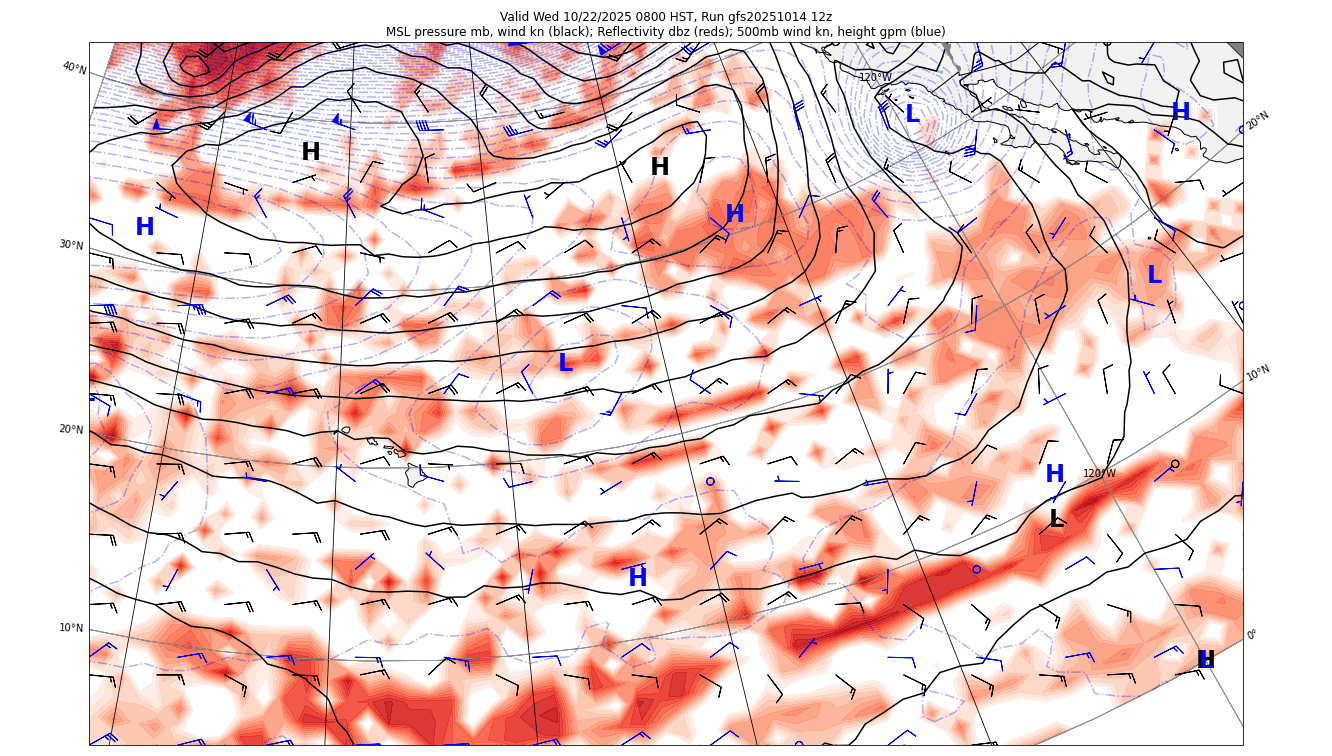 Valid Wed 10/22/2025 0800 HST, Run gfs20251014 12z
MSL pressure mb, wind kn (black); Reflectivity dbz (reds); 500mb wind kn, height gpm (blue)
40°N
120°W
L
H
20°N
H
H
H
H
30°N
L
L
10°N
20°N
H
120°W
L
H
10°N
0°
H